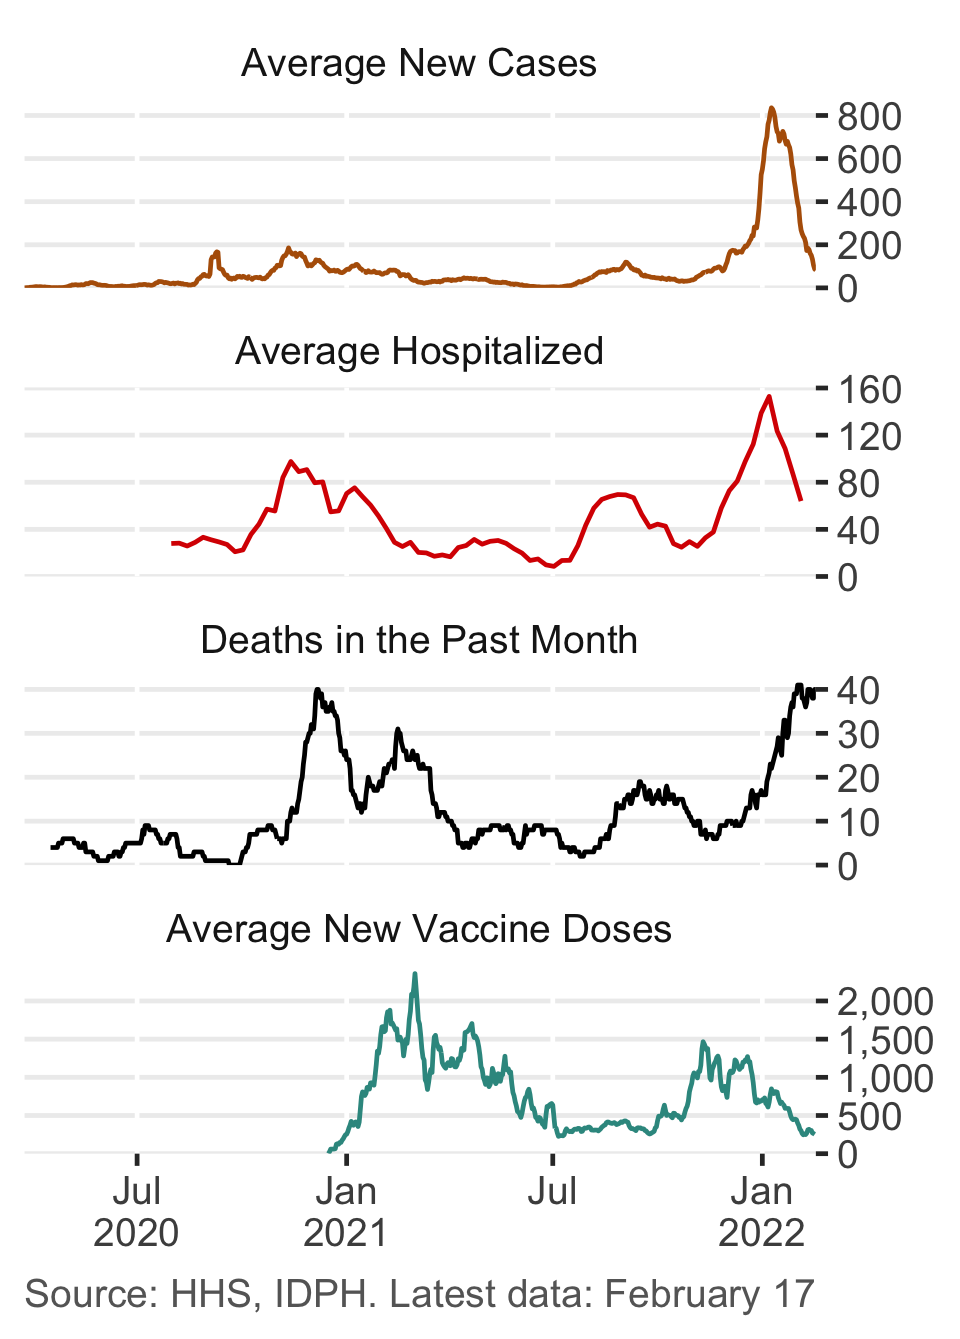 Average New Cases
800
600
400
200
0
Average Hospitalized
160
120
80
40
0
Deaths in the Past Month
40
30
20
10
0
Average New Vaccine Doses
2,000
1,500
1,000
500
0
Jul Jan Jul Jan
2020 2021 2022
Source: HHS, IDPH. Latest data: February 17